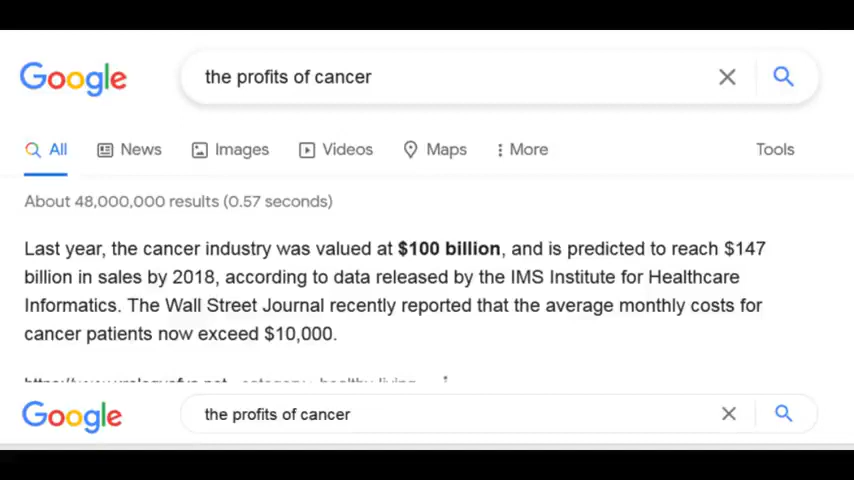 Google the profits of cancer
All News Images Videos Maps More Tools
About 48,000,000 results (0.57 seconds)
Last year, the cancer industry was valued at $100 billion, and is predicted to reach $147
billion in sales by 2018, according to data released by the IMS Institute for Healthcare
Informatics. The Wall Street Journal recently reported that the average monthly costs for
cancer patients now exceed $10,000.
Google the profits of cancer